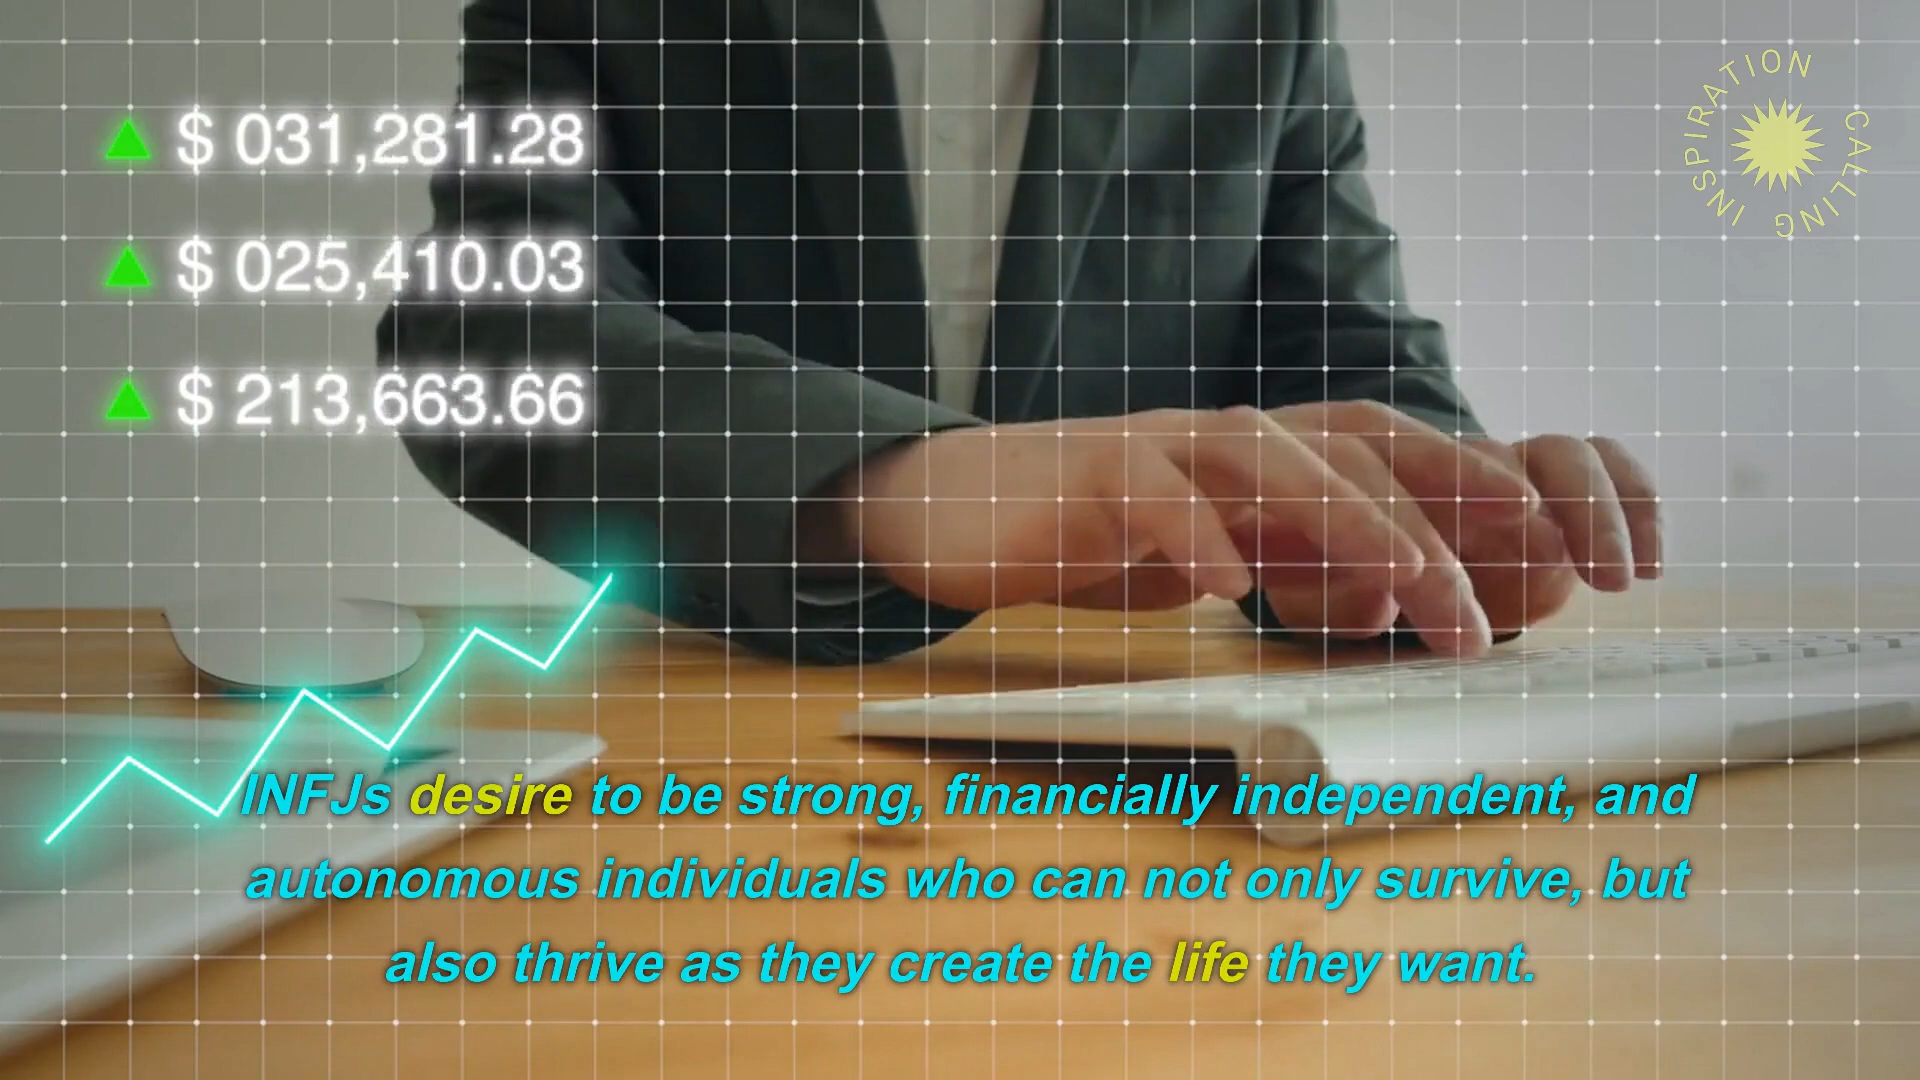 $ 031,281.28
$ 025,410.03
$ 213,663.66
INSPIRATION CALLING
INFJs desire to be strong, financially independent, and
autonomous individuals who can not only survive, but
also thrive as they create the life they want.